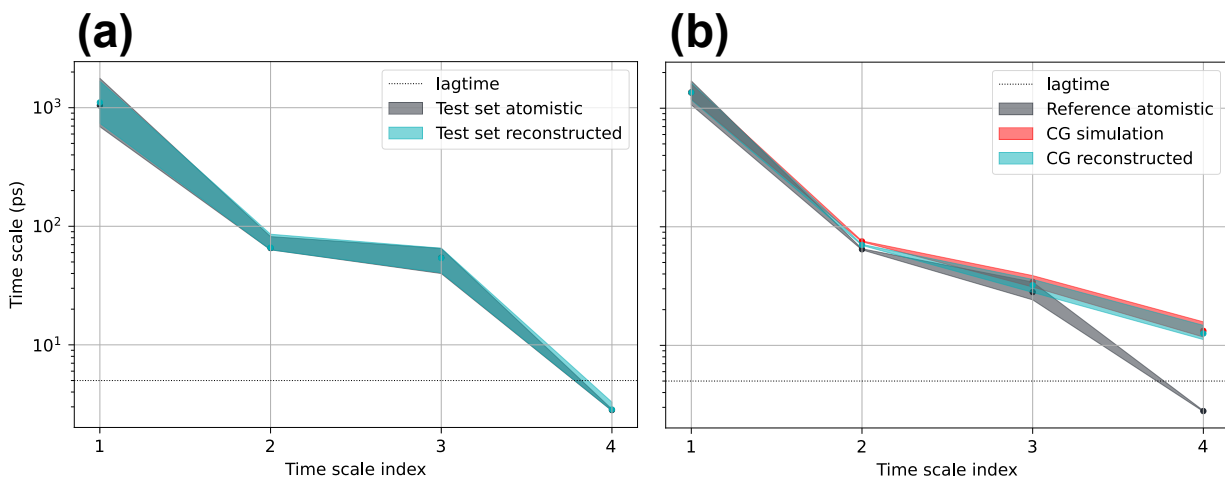 (a)
lagtime
Test set atomistic
Test set reconstructed
Time scale (ps)
10³
10²
10¹
1
2
3
4
Time scale index
(b)
lagtime
Reference atomistic
CG simulation
CG reconstructed
1
2
3
4
Time scale index